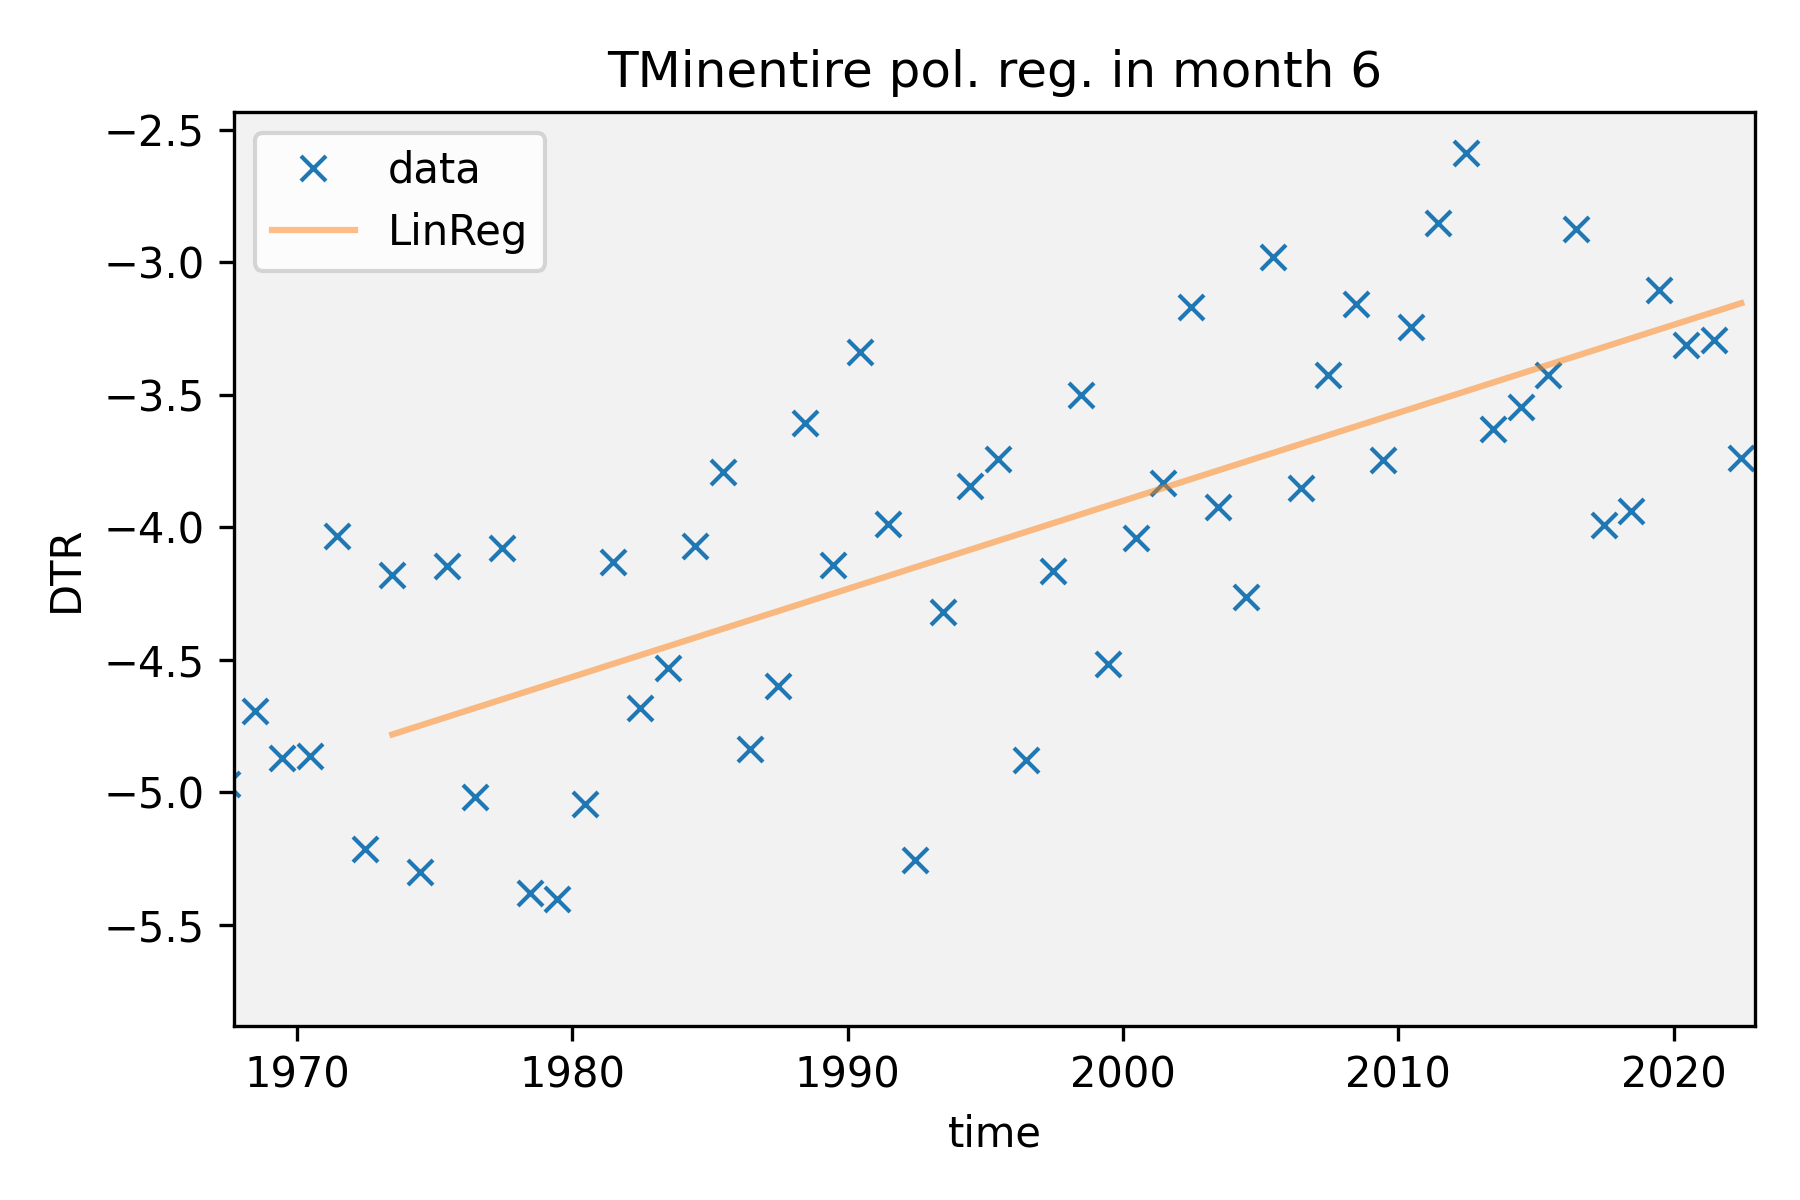 TMinentire pol. reg. in month 6
−2.5
−3.0
−3.5
−4.0
−4.5
−5.0
−5.5
DTR
data
LinReg
1970 1980 1990 2000 2010 2020
time